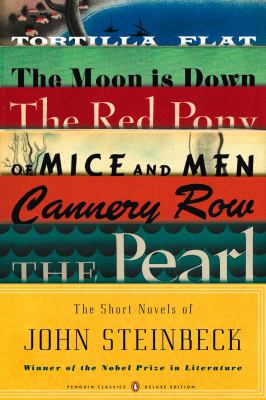 TORTILLA FLAT
The Moon is Down
The Red Pony
OF MICE AND MEN
Cannery Row
THE Pearl
The Short Novels of
JOHN STEINBECK
Winner of the Nobel Prize in Literature
PENGUIN CLASSICS DELUXE EDITION